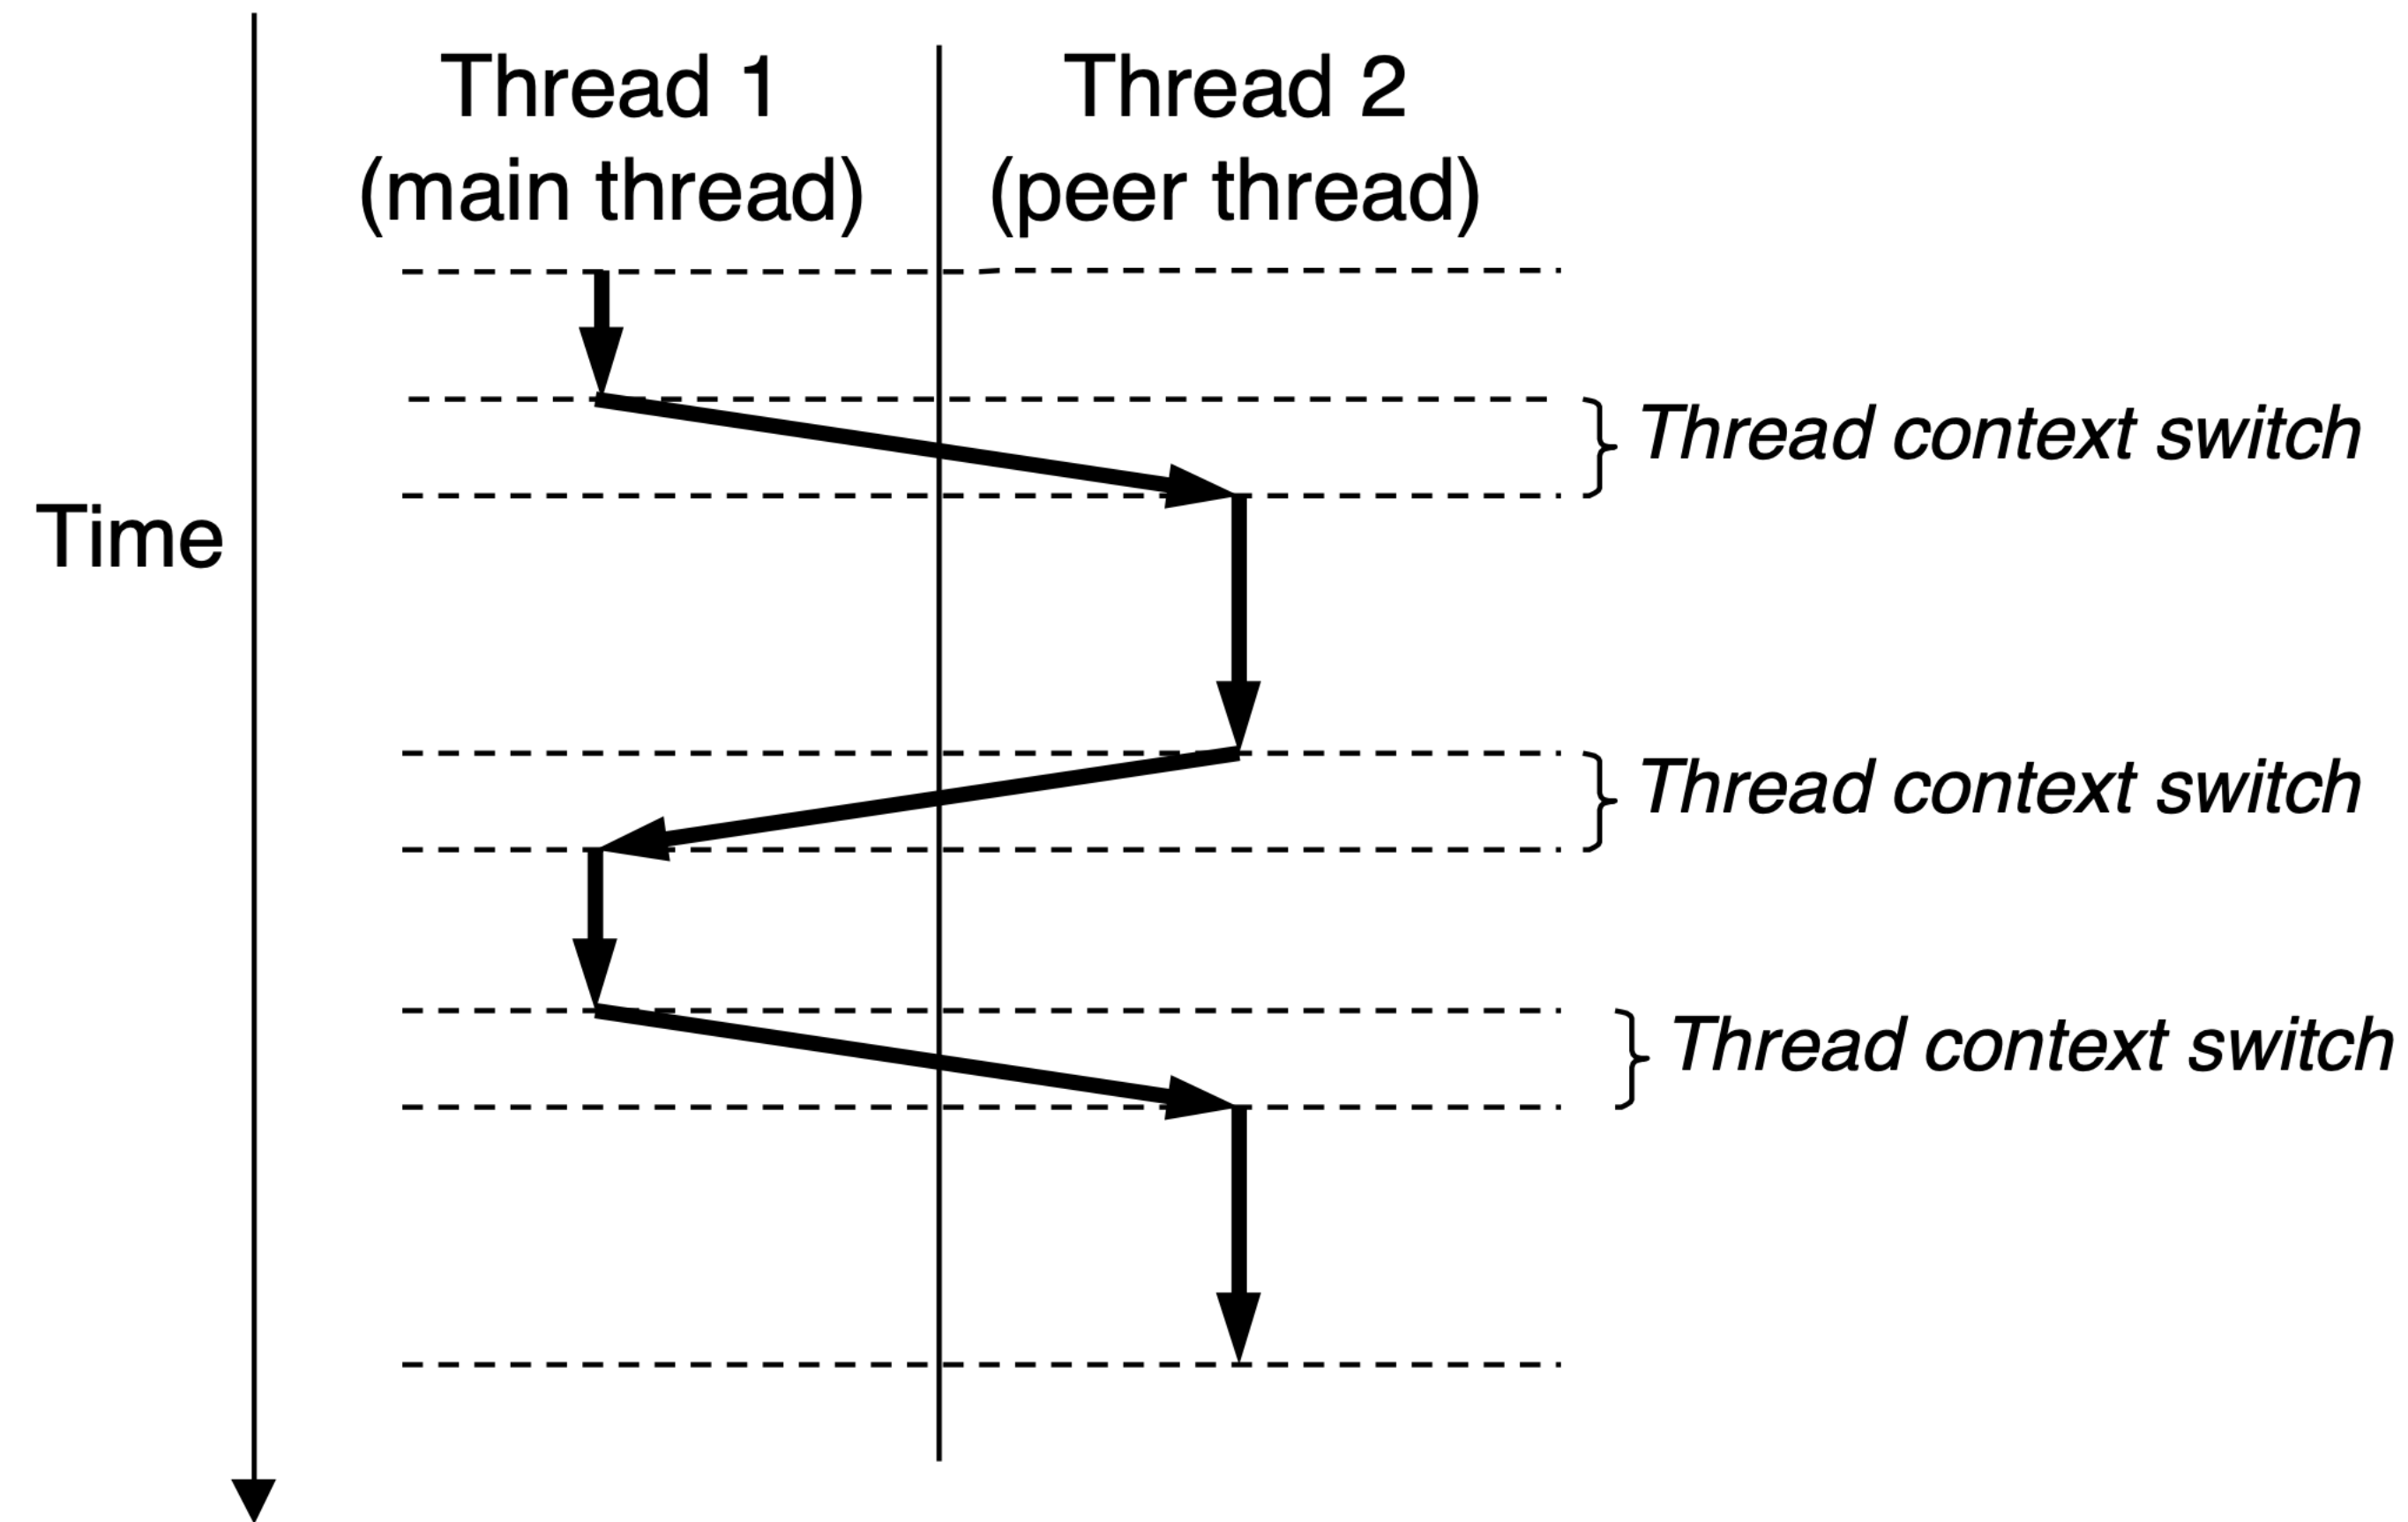 Thread 1
(main thread)
Thread 2
(peer thread)
Thread context switch
Time
Thread context switch
Thread context switch